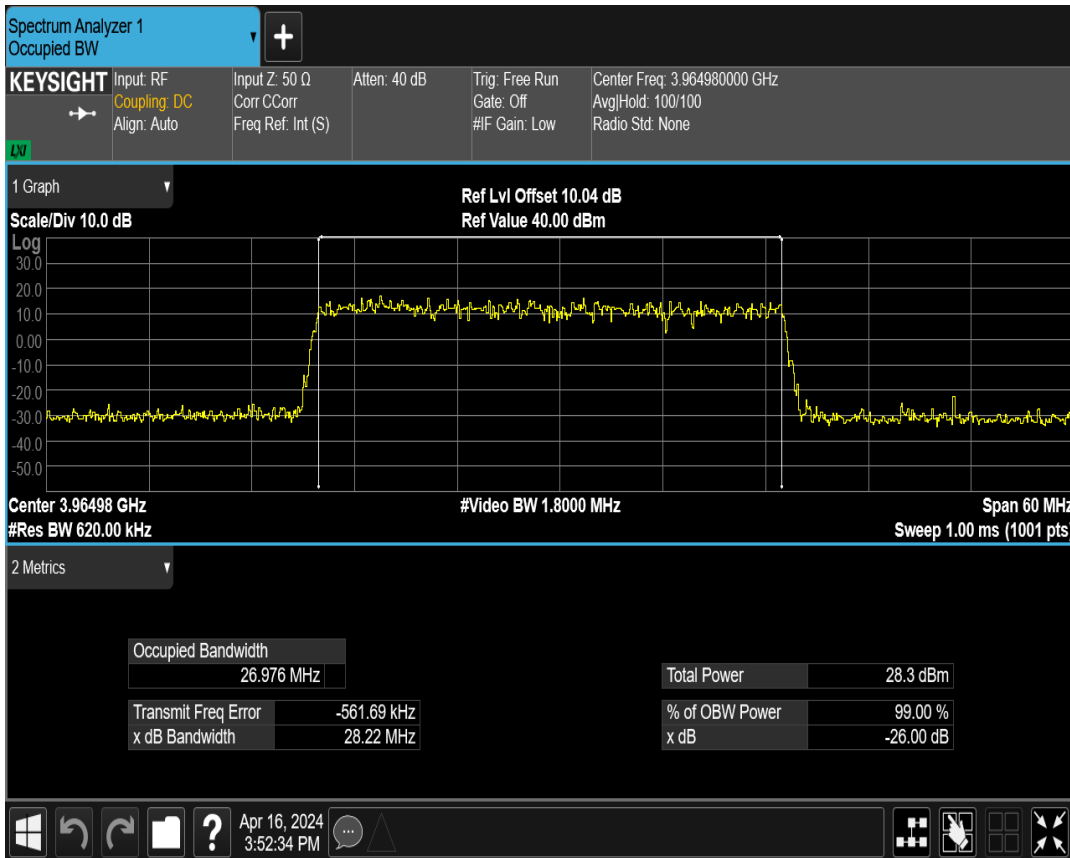 Spectrum Analyzer 1
Occupied BW
+
KEYSIGHT
LXI
Input: RF
Coupling: DC
Align: Auto
Input Z: 50 Ω
Corr CCorr
Freq Ref: Int (S)
Atten: 40 dB
Trig: Free Run
Gate: Off
#IF Gain: Low
Center Freq: 3.964980000 GHz
Avg|Hold: 100/100
Radio Std: None
1 Graph
Scale/Div 10.0 dB
Ref Lvl Offset 10.04 dB
Ref Value 40.00 dBm
Log
30.0
20.0
10.0
0.00
-10.0
-20.0
-30.0
-40.0
-50.0
Center 3.96498 GHz
#Res BW 620.00 kHz
#Video BW 1.8000 MHz
Span 60 MHz
Sweep 1.00 ms (1001 pts)
2 Metrics
Occupied Bandwidth
26.976 MHz
Transmit Freq Error -561.69 kHz
x dB Bandwidth 28.22 MHz
Total Power 28.3 dBm
% of OBW Power 99.00 %
x dB -26.00 dB
?
Apr 16, 2024
3:52:34 PM